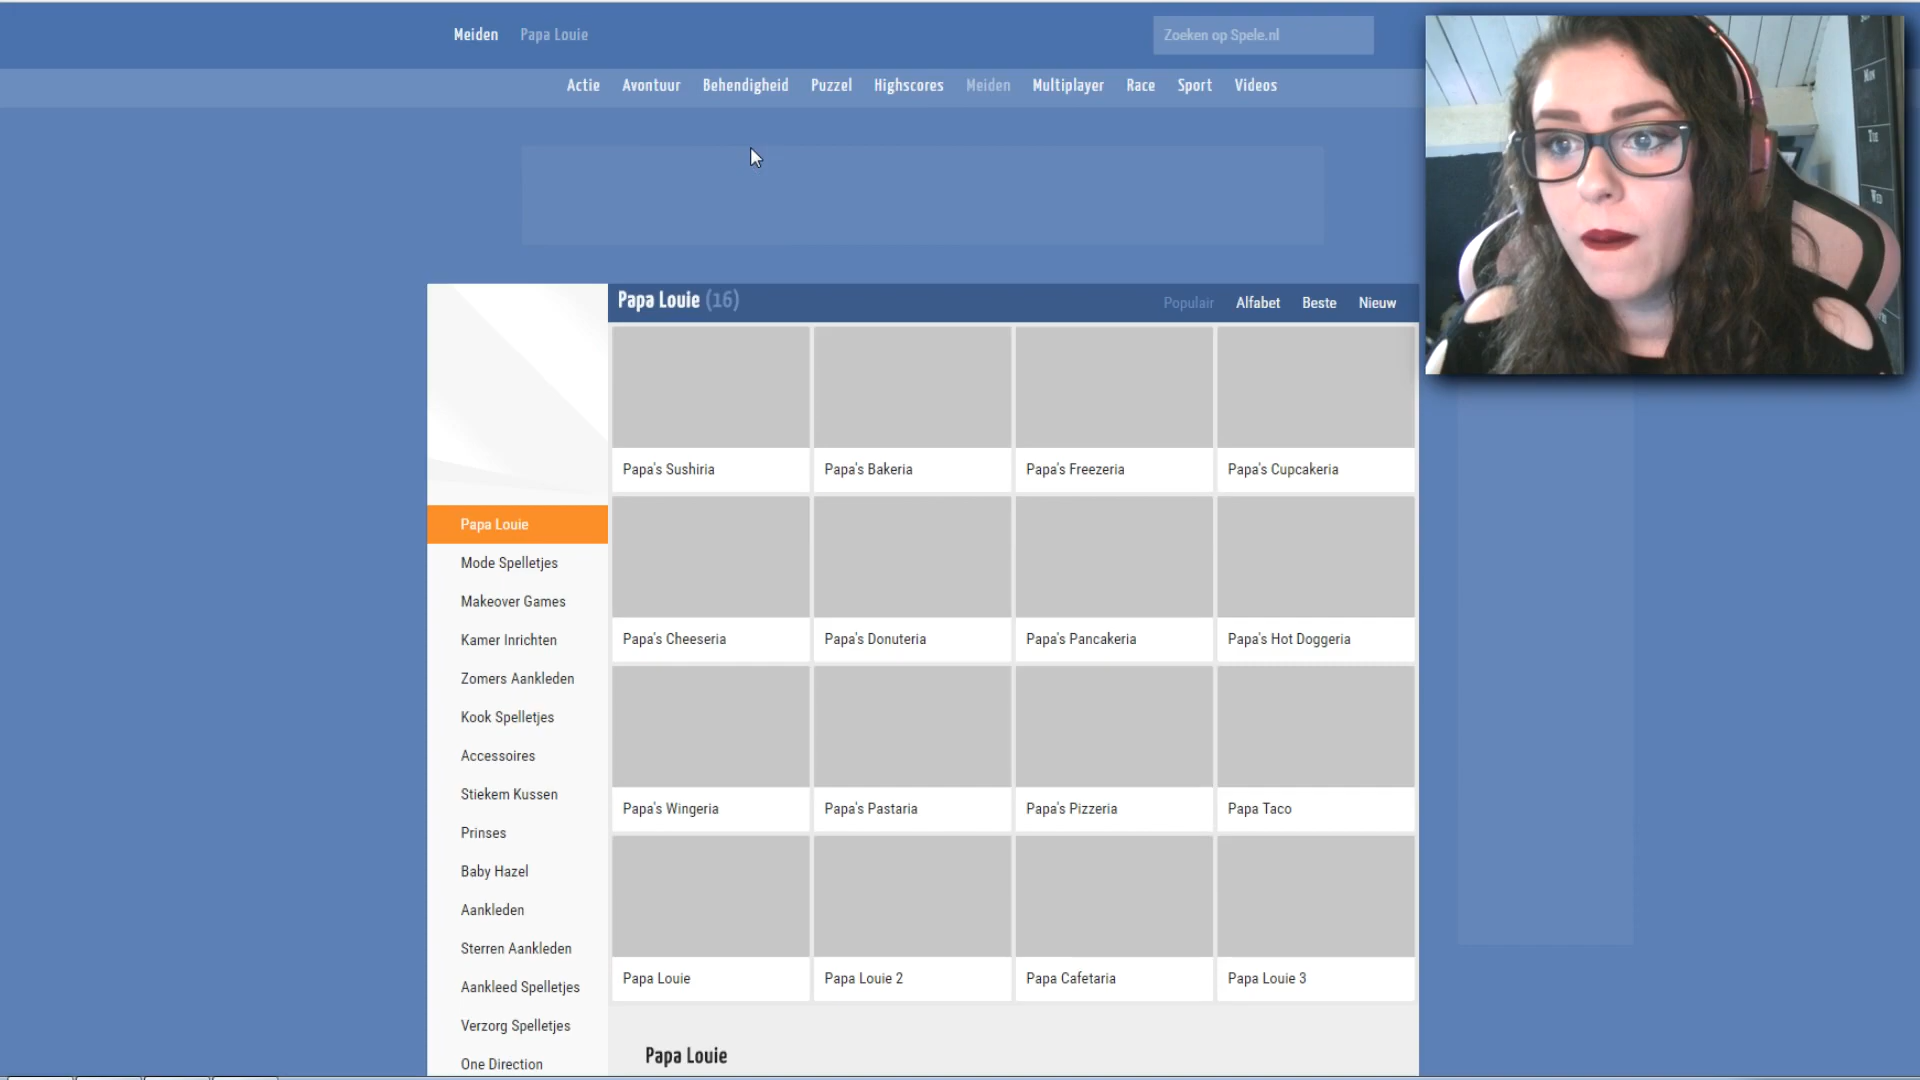 Meiden Papa Louie Zoeken op Spele.nl
Actie Avontuur Behendigheid Puzzel Highscores Meiden Multiplayer Race Sport Videos
Papa Louie (16) Populair Alfabet Beste Nieuw
Papa's Sushiria Papa's Bakeria Papa's Freezeria Papa's Cupcakeria
Papa's Cheeseria Papa's Donuteria Papa's Pancakeria Papa's Hot Doggeria
Papa's Wingeria Papa's Pastaria Papa's Pizzeria Papa Taco
Papa Louie Papa Louie 2 Papa Cafetaria Papa Louie 3
Papa Louie
Papa Louie
Mode Spelletjes
Makeover Games
Kamer Inrichten
Zomers Aankleden
Kook Spelletjes
Accessoires
Stiekem Kussen
Prinses
Baby Hazel
Aankleden
Sterren Aankleden
Aankleed Spelletjes
Verzorg Spelletjes
One Direction
MON
TUE
WED